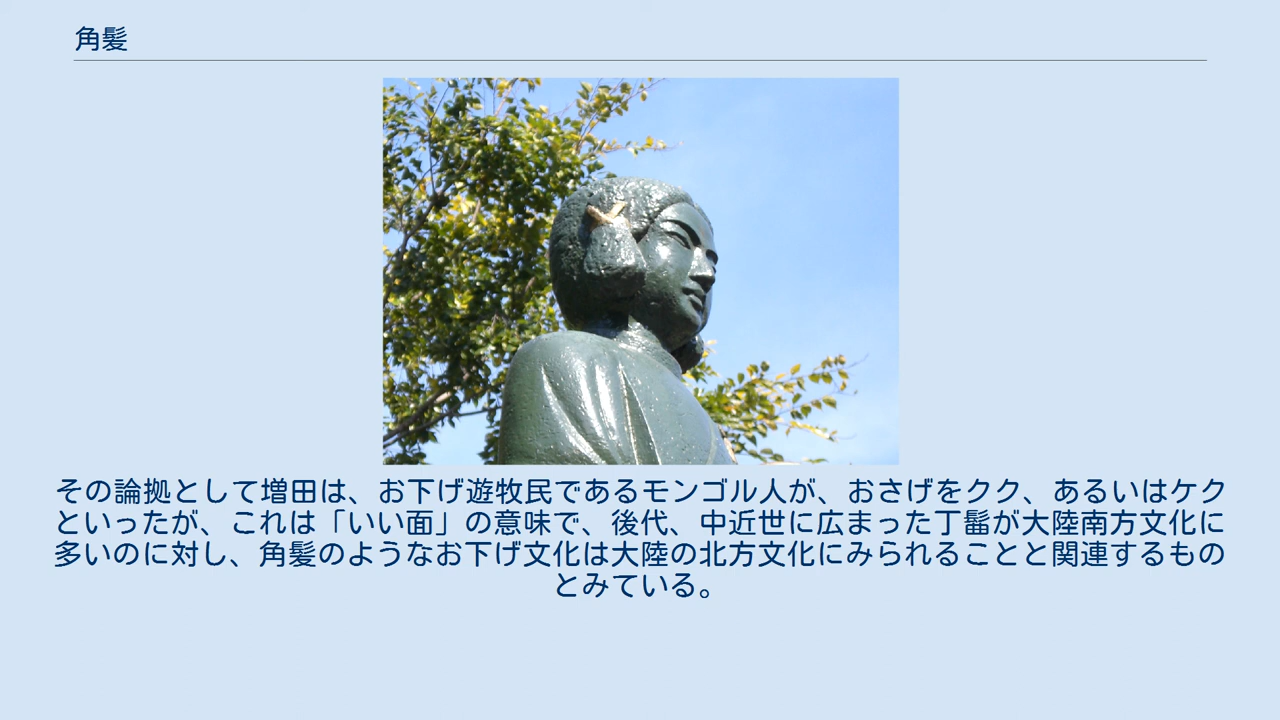 角髪
その論拠として増田は、お下げ遊牧民であるモンゴル人が、おさげをクク、あるいはケク
といったが、これは「いい面」の意味で、後代、中近世に広まった丁髷が大陸南方文化に
多いのに対し、角髪のようなお下げ文化は大陸の北方文化にみられることと関連するもの
とみている。